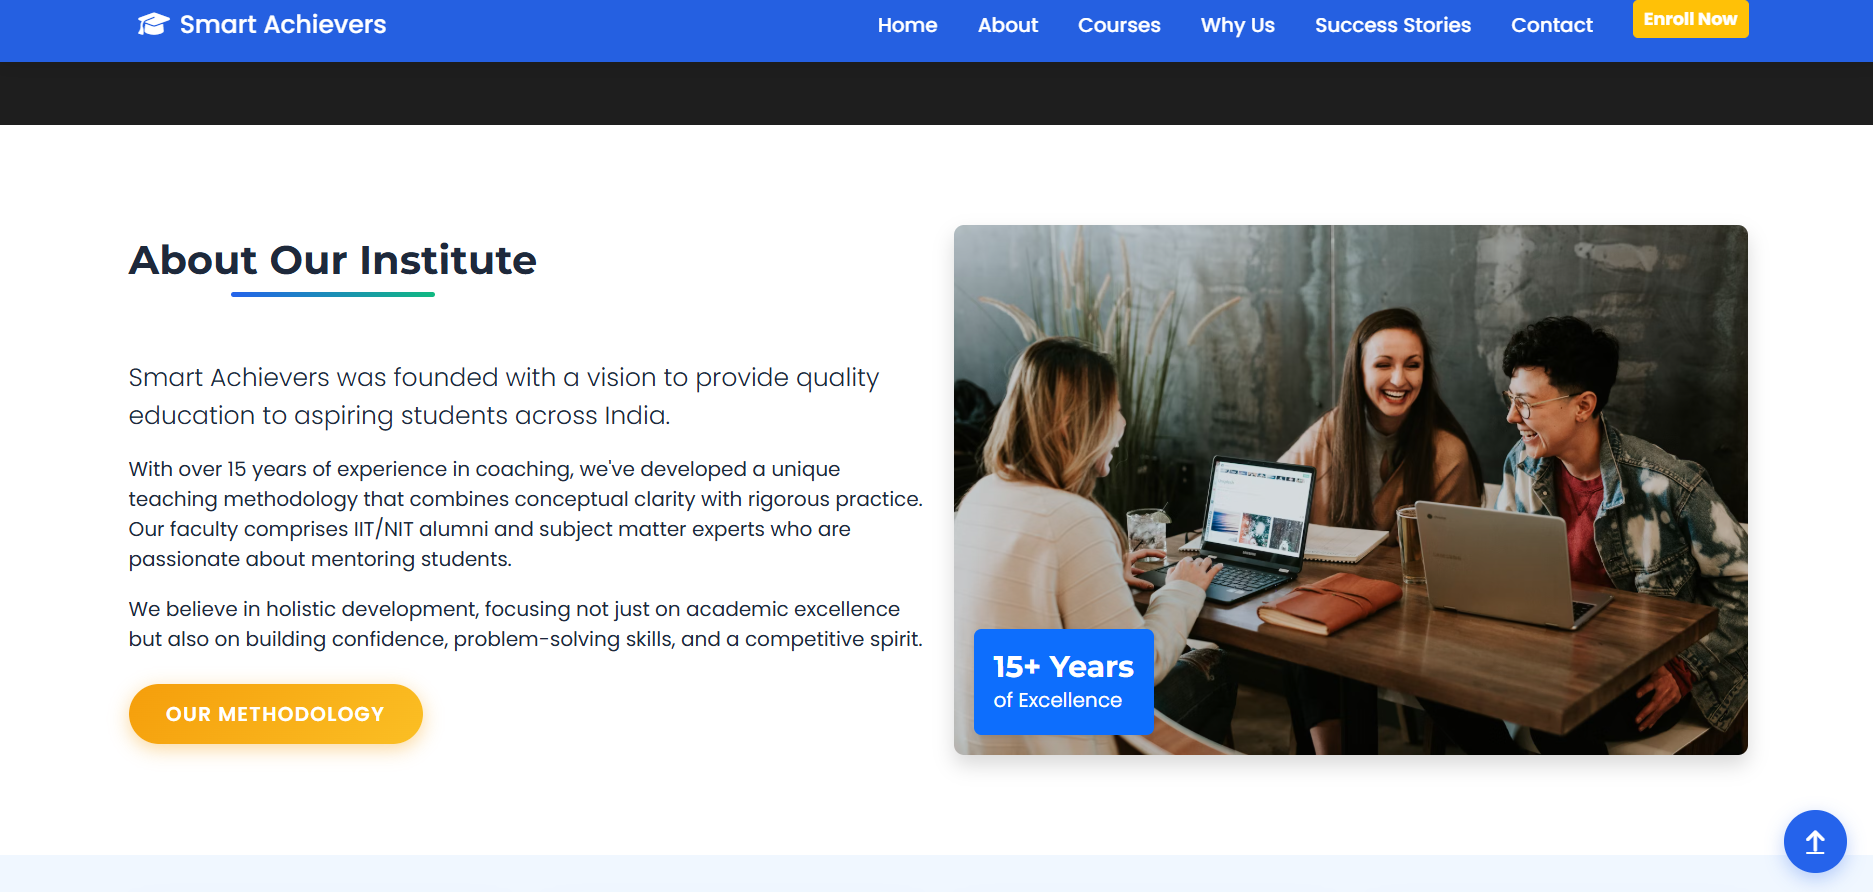 Smart Achievers
Home
About
Courses
Why Us
Success Stories
Contact
Enroll Now
About Our Institute
Smart Achievers was founded with a vision to provide quality
education to aspiring students across India.
With over 15 years of experience in coaching, we've developed a unique
teaching methodology that combines conceptual clarity with rigorous practice.
Our faculty comprises IIT/NIT alumni and subject matter experts who are
passionate about mentoring students.
We believe in holistic development, focusing not just on academic excellence
but also on building confidence, problem-solving skills, and a competitive spirit.
OUR METHODOLOGY
15+ Years
of Excellence